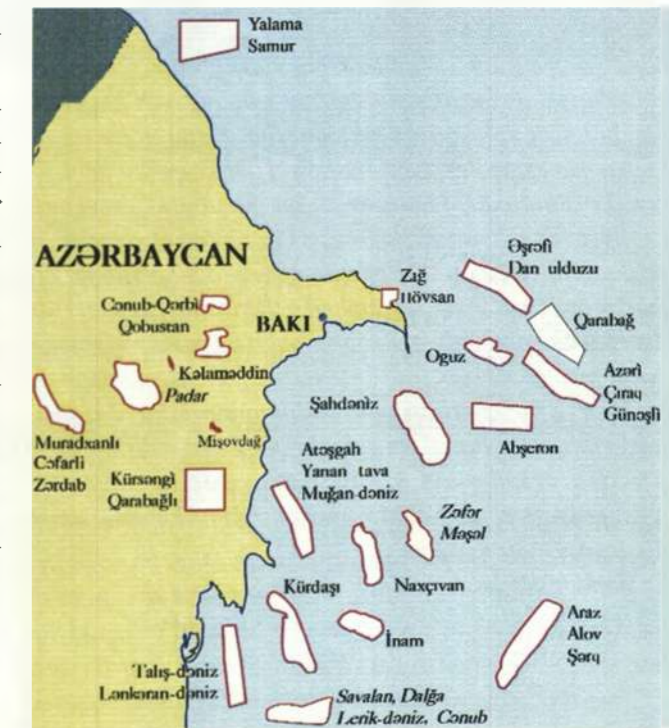 Yalama
Samur
AZƏRBAYCAN
Əşrəfi
Dan ulduzu
Zığ
Hövsan
Cənub-Qərbi
Qobustan
BAKI
Qarabağ
Oguz
Kəlaməddin
Padar
Azəri
Çıraq
Günəşli
Şahdəniz
Abşeron
Muradxanlı
Cəfərli
Zərdab
Mişovdağ
Kürsəngi
Qarabağlı
Atəşgah
Yanan tava
Muğan-dəniz
Zəfər
Məşəl
Kürdaşı
Naxçıvan
İnam
Araz
Alov
Şərq
Talış-dəniz
Lənkəran-dəniz
Savalan, Dalğa
Lerik-dəniz, Cənub